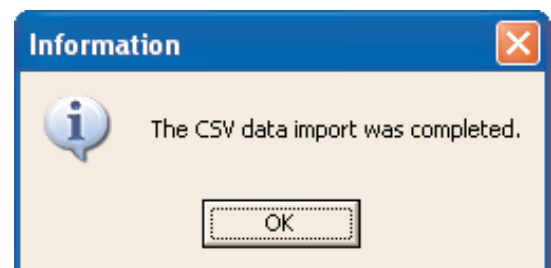 Information
The CSV data import was completed.
OK